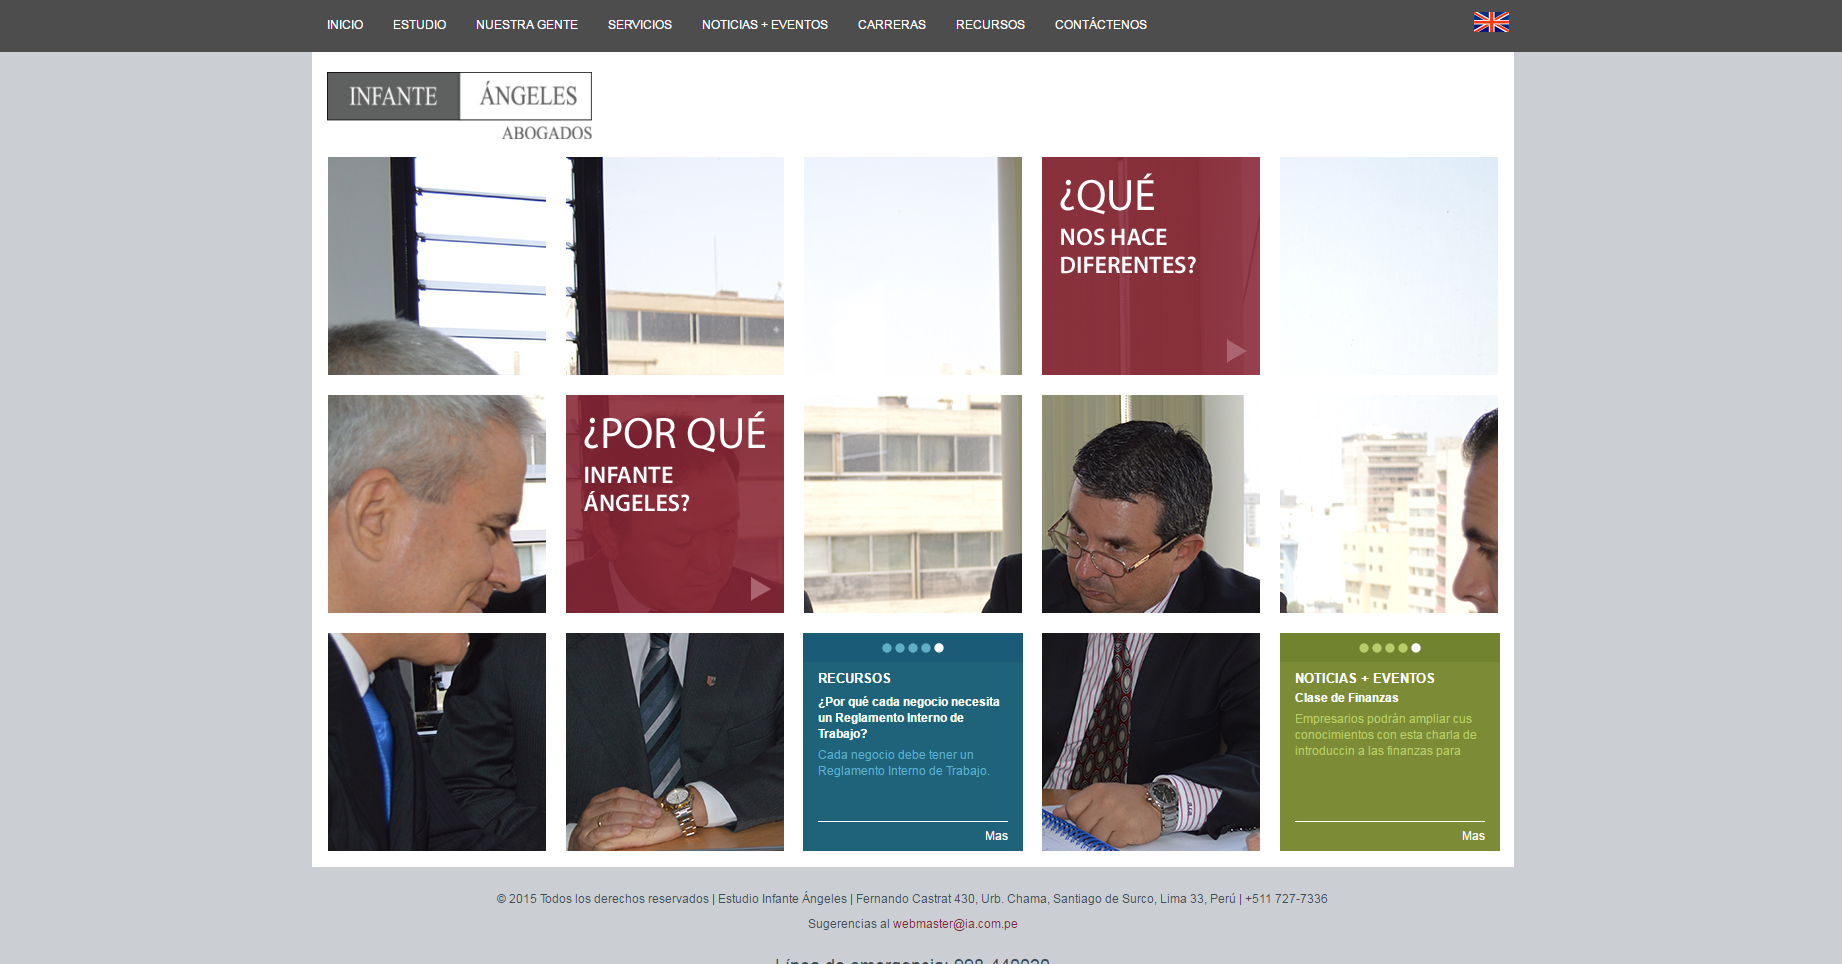 INICIO ESTUDIO NUESTRA GENTE SERVICIOS NOTICIAS + EVENTOS CARRERAS RECURSOS CONTÁCTENOS
INFANTE ÁNGELES
ABOGADOS
¿QUÉ
NOS HACE
DIFERENTES?
¿POR QUÉ
INFANTE
ÁNGELES?
RECURSOS
¿Por qué cada negocio necesita
un Reglamento Interno de
Trabajo?
Cada negocio debe tener un
Reglamento Interno de Trabajo.
Mas
NOTICIAS + EVENTOS
Clase de Finanzas
Empresarios podrán ampliar cus
conocimientos con esta charla de
introduccin a las finanzas para
Mas
© 2015 Todos los derechos reservados | Estudio Infante Ángeles | Fernando Castrat 430, Urb. Chama, Santiago de Surco, Lima 33, Perú | +511 727-7336
Sugerencias al webmaster@ia.com.pe
Línea de emergencia: